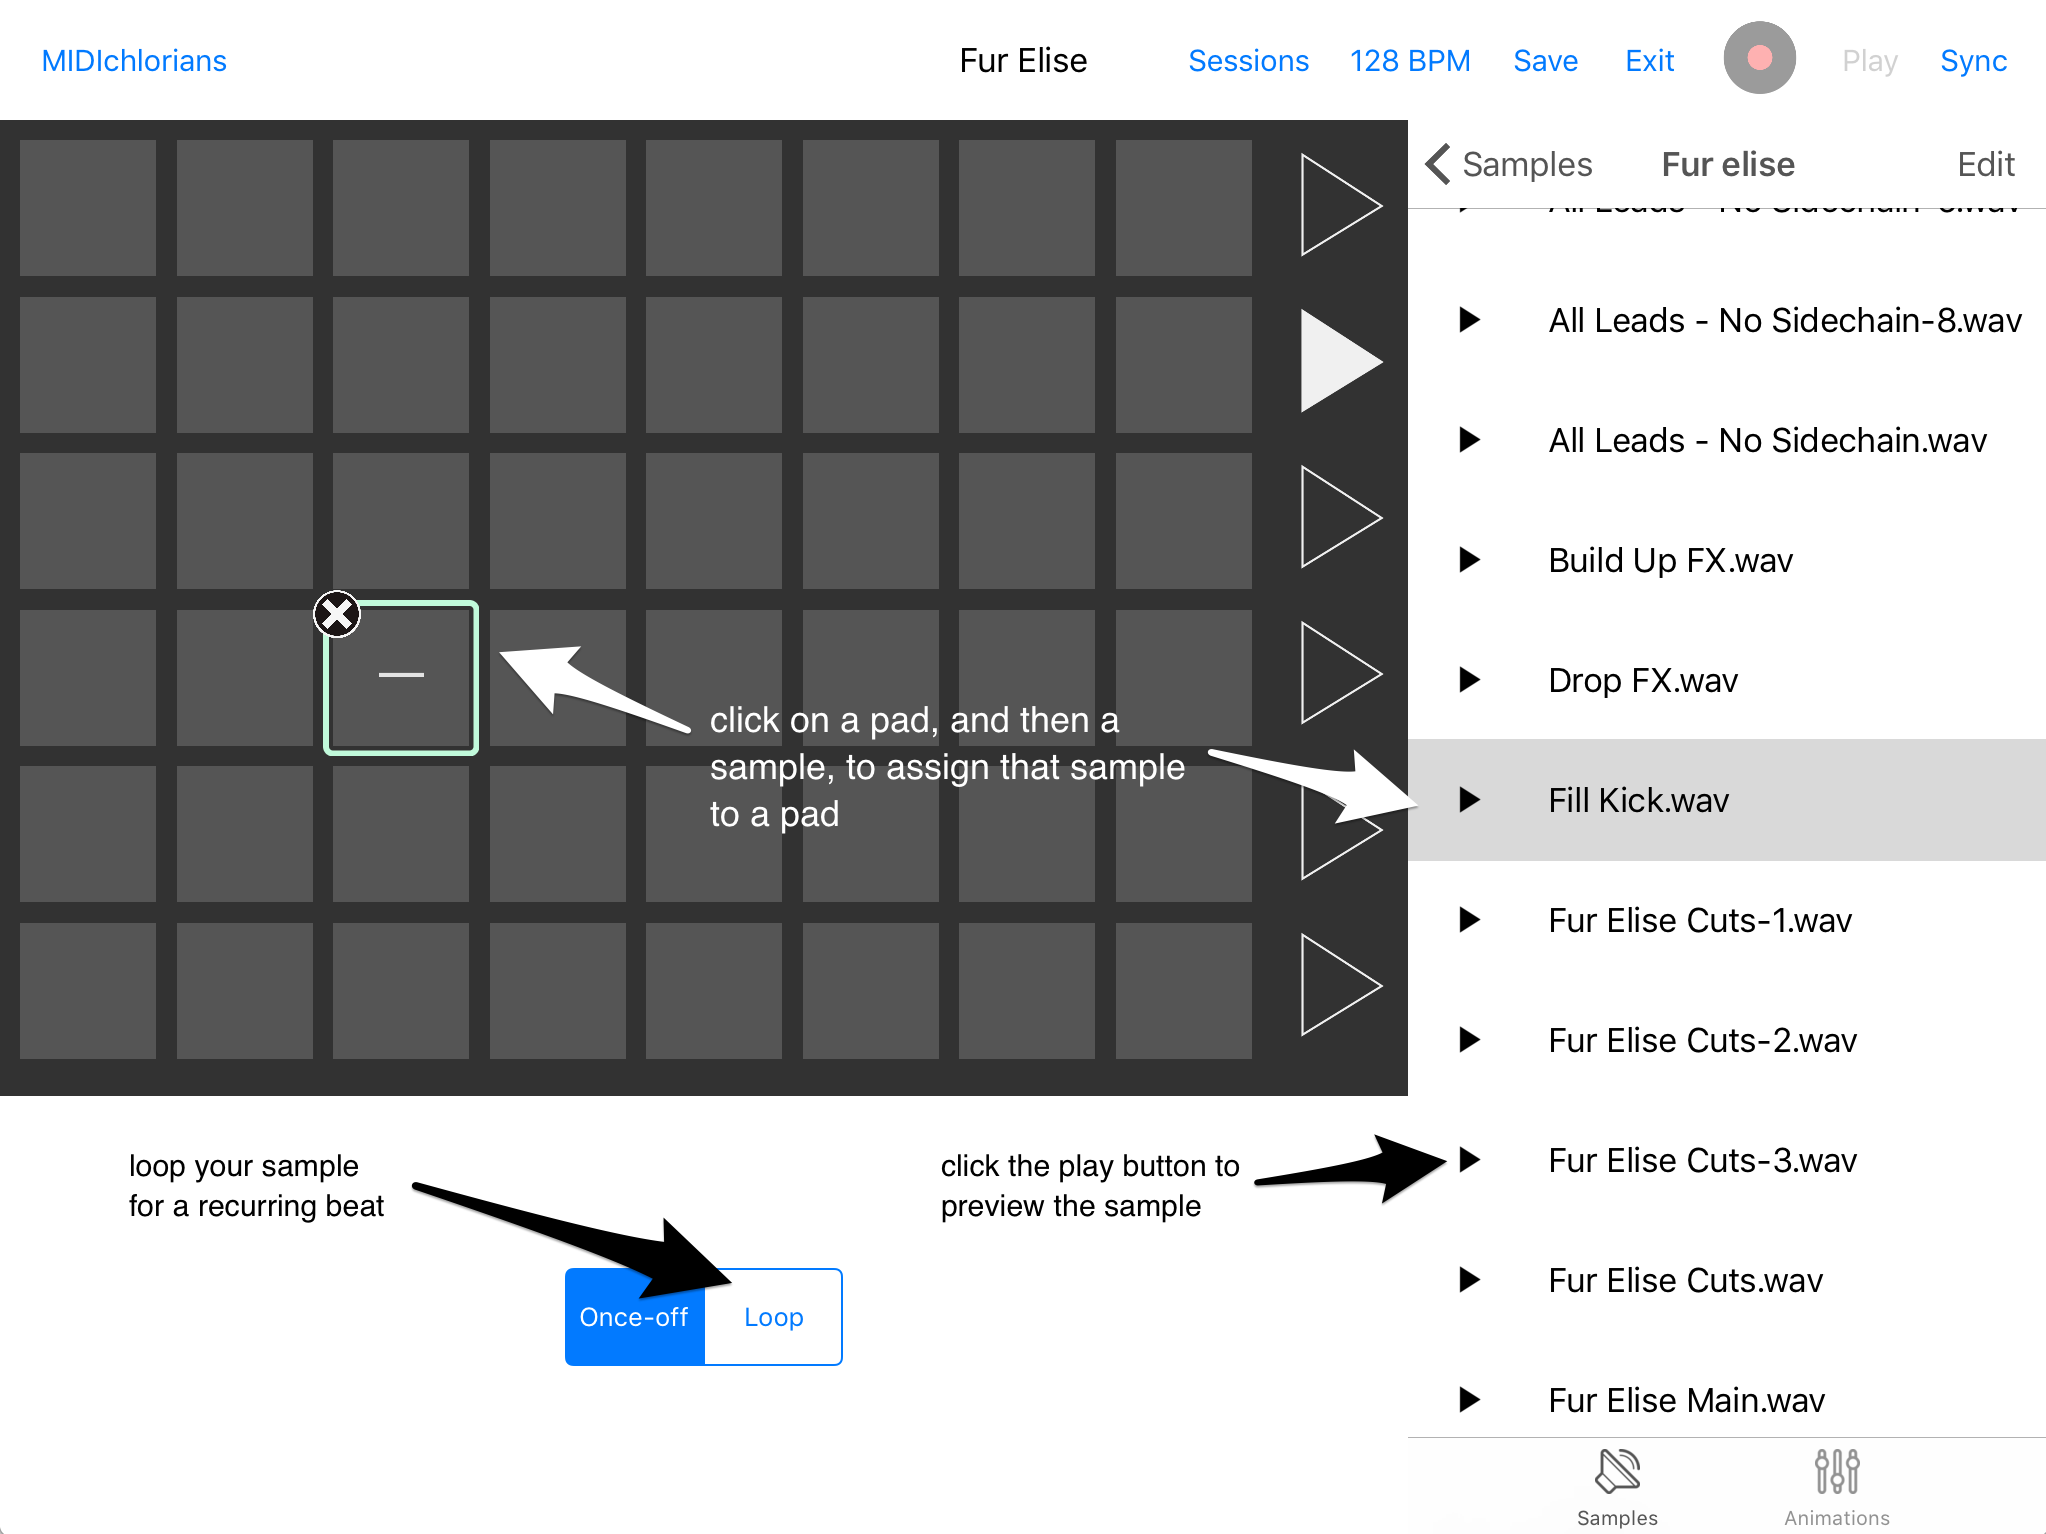 MIDIchlorians
Fur Elise
Sessions
128 BPM
Save
Exit
Play
Sync
Samples
Fur elise
Edit
All Leads - No Sidechain-8.wav
All Leads - No Sidechain.wav
Build Up FX.wav
Drop FX.wav
Fill Kick.wav
Fur Elise Cuts-1.wav
Fur Elise Cuts-2.wav
Fur Elise Cuts-3.wav
Fur Elise Cuts.wav
Fur Elise Main.wav
click on a pad, and then a
sample, to assign that sample
to a pad
loop your sample
for a recurring beat
click the play button to
preview the sample
Once-off
Loop
Samples
Animations